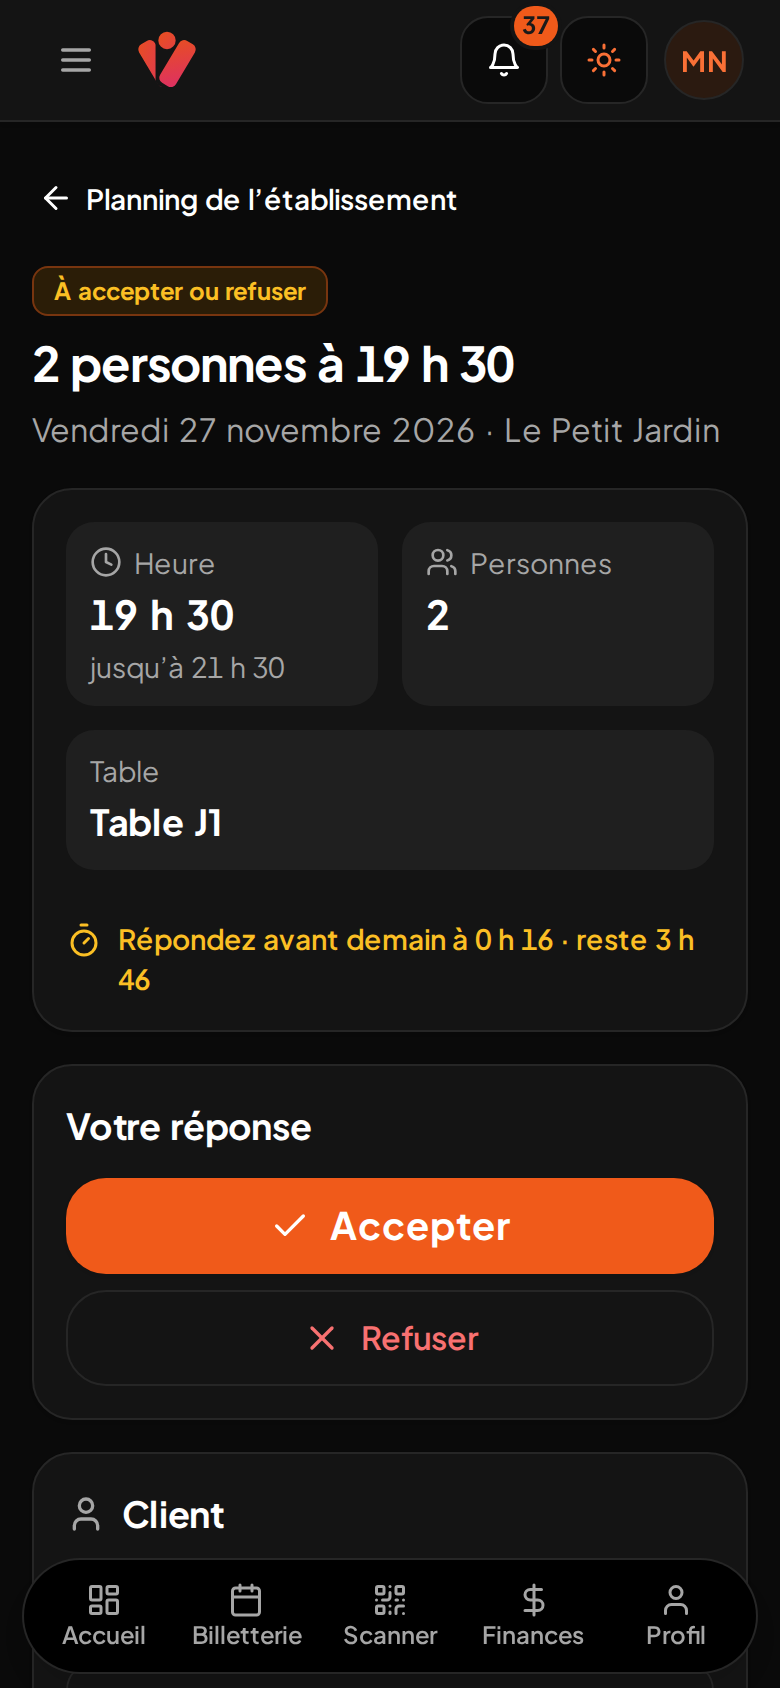 37
MN
Planning de l’établissement
À accepter ou refuser
2 personnes à 19 h 30
Vendredi 27 novembre 2026 · Le Petit Jardin
Heure
19 h 30
jusqu’à 21 h 30
Personnes
2
Table
Table J1
Répondez avant demain à 0 h 16 · reste 3 h
46
Votre réponse
Accepter
Refuser
Client
Accueil
Billetterie
Scanner
Finances
Profil